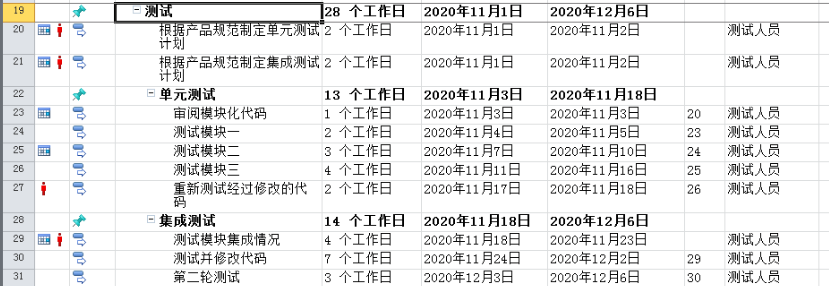 19 测试 28 个工作日 2020年11月1日 2020年12月6日
20 根据产品规范制定单元测试 2 个工作日 2020年11月1日 2020年11月2日 测试人员
计划
21 根据产品规范制定集成测试 2 个工作日 2020年11月1日 2020年11月2日 测试人员
计划
22 单元测试 13 个工作日 2020年11月3日 2020年11月18日
23 审阅模块化代码 1 个工作日 2020年11月3日 2020年11月3日 20 测试人员
24 测试模块一 2 个工作日 2020年11月4日 2020年11月5日 23 测试人员
25 测试模块二 3 个工作日 2020年11月7日 2020年11月10日 24 测试人员
26 测试模块三 4 个工作日 2020年11月11日 2020年11月16日 25 测试人员
27 重新测试经过修改的代 2 个工作日 2020年11月17日 2020年11月18日 26 测试人员
码
28 集成测试 14 个工作日 2020年11月18日 2020年12月6日
29 测试模块集成情况 4 个工作日 2020年11月18日 2020年11月23日 测试人员
30 测试并修改代码 7 个工作日 2020年11月24日 2020年12月2日 29 测试人员
31 第二轮测试 3 个工作日 2020年12月3日 2020年12月6日 30 测试人员